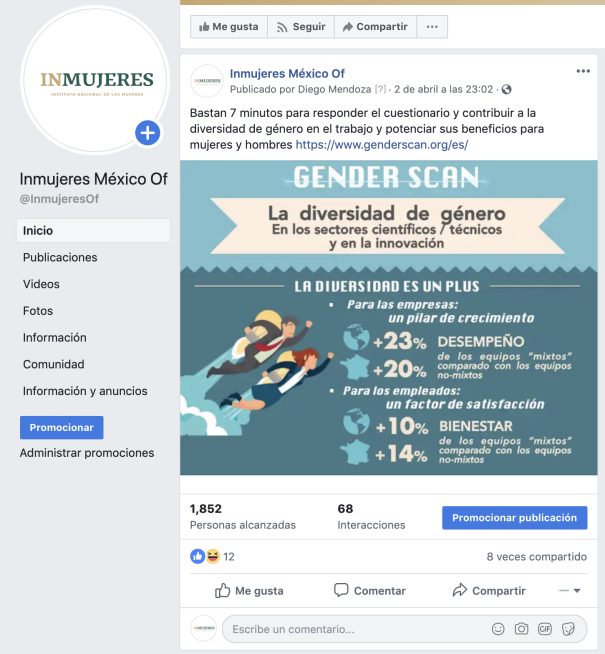 INMUJERES
INSTITUTO NACIONAL DE LAS MUJERES
Inmujeres México Of
@InmujeresOf
Inicio
Publicaciones
Videos
Fotos
Información
Comunidad
Información y anuncios
Promocionar
Administrar promociones
Me gusta
Seguir
Compartir
...
INMUJERES
Inmujeres México Of
Publicado por Diego Mendoza [?] · 2 de abril a las 23:02 ·
Bastan 7 minutos para responder el cuestionario y contribuir a la
diversidad de género en el trabajo y potenciar sus beneficios para
mujeres y hombres https://www.genderscan.org/es/
GENDER SCAN
La diversidad de género
En los sectores científicos / técnicos
y en la innovación
LA DIVERSIDAD ES UN PLUS
• Para las empresas:
un pilar de crecimiento
+23% DESEMPEÑO
de los equipos "mixtos"
+20% comparado con los equipos
no-mixtos
• Para los empleados:
un factor de satisfacción
+10% BIENESTAR
de los equipos "mixtos"
+14% comparado con los equipos
no-mixtos
1,852
Personas alcanzadas
68
Interacciones
Promocionar publicación
12
8 veces compartido
Me gusta
Comentar
Compartir
INMUJERES
Escribe un comentario...
GIF